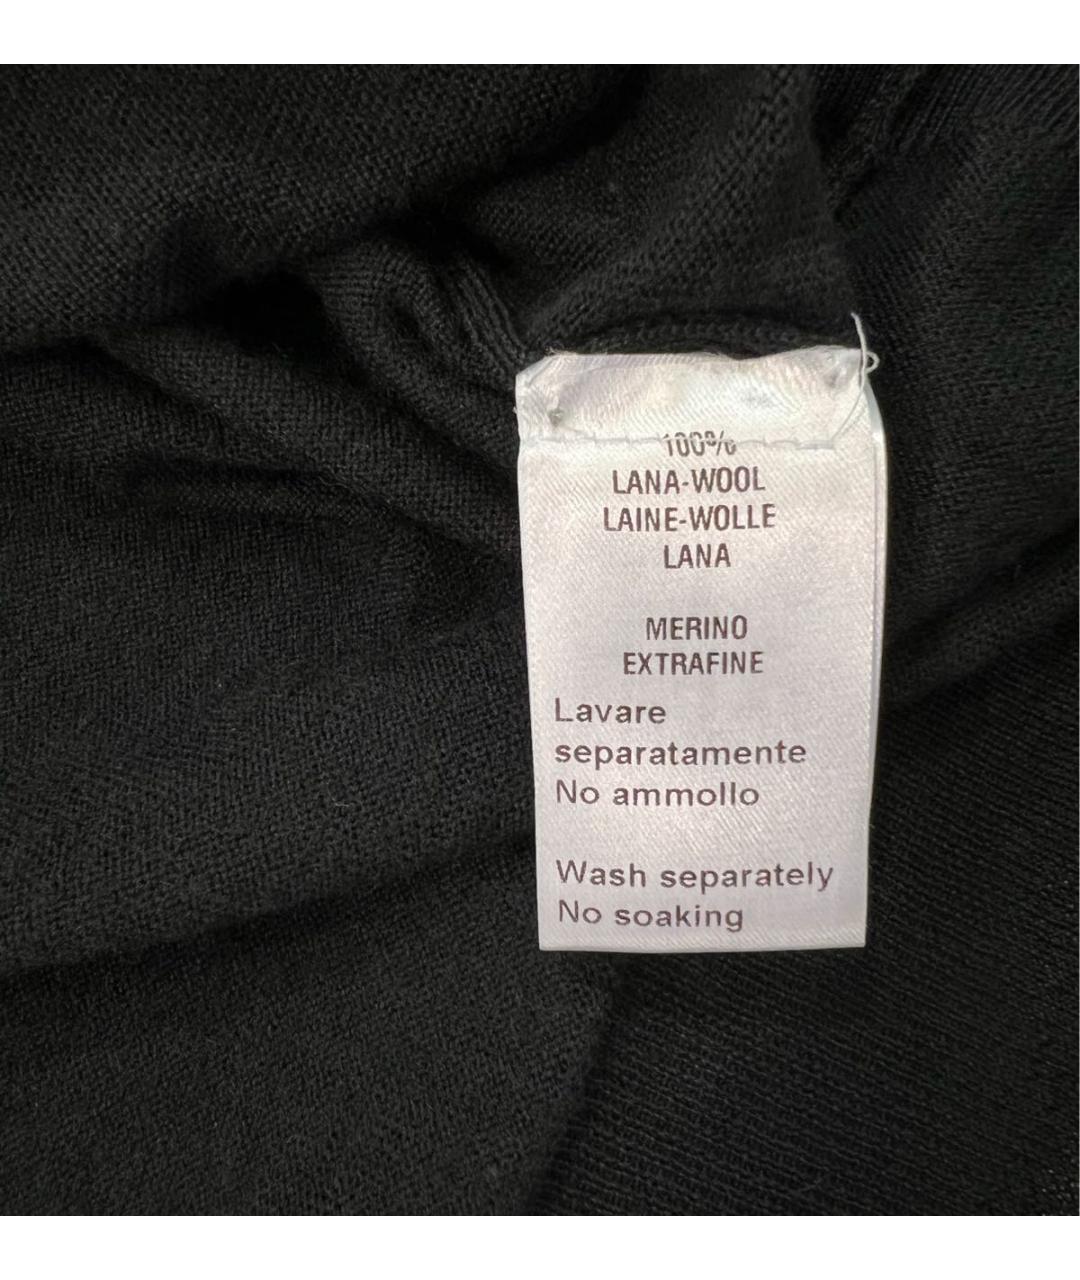 100%
LANA-WOOL
LAINE-WOLLE
LANA
MERINO
EXTRAFINE
Lavare
separatamente
No ammollo
Wash separately
No soaking